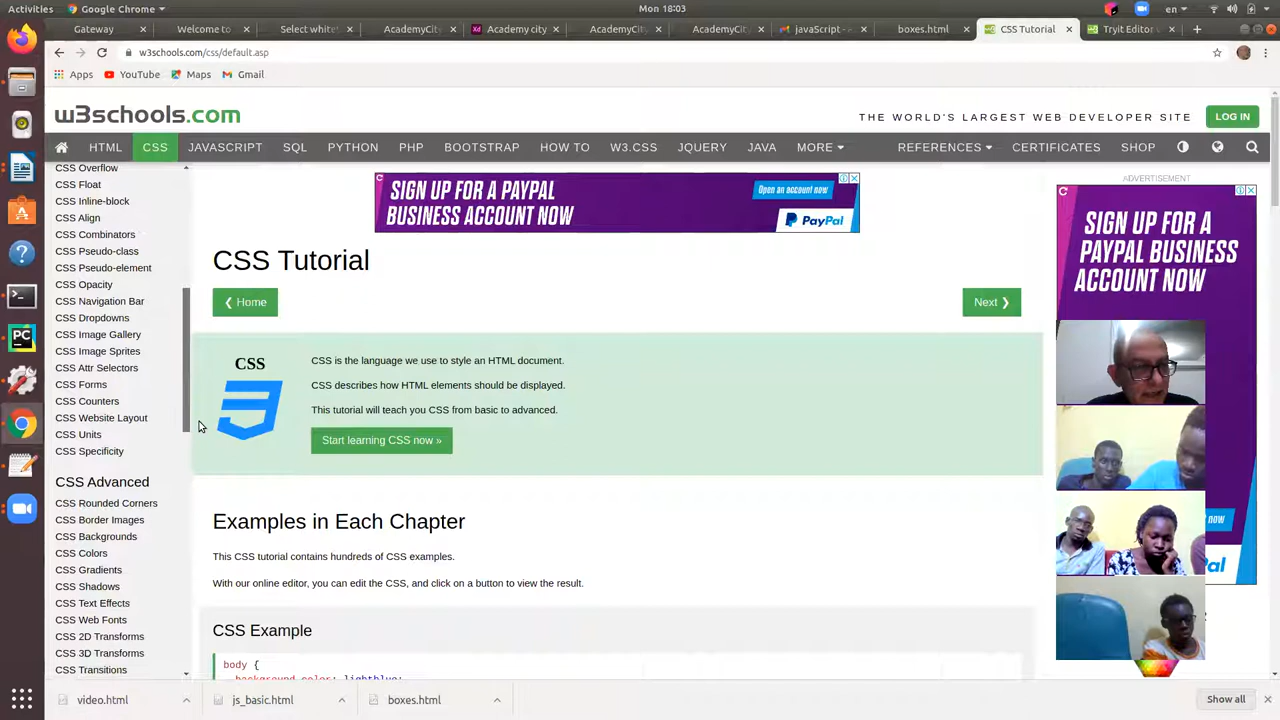 Activities
Google Chrome
Mon 18:03
en
Gateway
Welcome to
Select white
AcademyCity
Xd
Academy city
AcademyCity
AcademyCity
javaScript -
boxes.html
CSS Tutorial
Tryit Editor
w3schools.com/css/default.asp
Apps
YouTube
Maps
Gmail
w3schools.com
THE WORLD'S LARGEST WEB DEVELOPER SITE
LOG IN
HTML
CSS
JAVASCRIPT
SQL
PYTHON
PHP
BOOTSTRAP
HOW TO
W3.CSS
JQUERY
JAVA
MORE
REFERENCES
CERTIFICATES
SHOP
CSS Overflow
CSS Float
CSS Inline-block
CSS Align
CSS Combinators
CSS Pseudo-class
CSS Pseudo-element
CSS Opacity
CSS Navigation Bar
CSS Dropdowns
CSS Image Gallery
CSS Image Sprites
CSS Attr Selectors
CSS Forms
CSS Counters
CSS Website Layout
CSS Units
CSS Specificity
CSS Advanced
CSS Rounded Corners
CSS Border Images
CSS Backgrounds
CSS Colors
CSS Gradients
CSS Shadows
CSS Text Effects
CSS Web Fonts
CSS 2D Transforms
CSS 3D Transforms
CSS Transitions
SIGN UP FOR A PAYPAL
BUSINESS ACCOUNT NOW
Open an account now
PayPal
CSS Tutorial
❮ Home
Next ❯
CSS
CSS is the language we use to style an HTML document.
CSS describes how HTML elements should be displayed.
This tutorial will teach you CSS from basic to advanced.
Start learning CSS now »
Examples in Each Chapter
This CSS tutorial contains hundreds of CSS examples.
With our online editor, you can edit the CSS, and click on a button to view the result.
CSS Example
body {
background-color: lightblue;
ADVERTISEMENT
SIGN UP FOR A
PAYPAL BUSINESS
ACCOUNT NOW
now
PC
video.html
js_basic.html
boxes.html
Show all